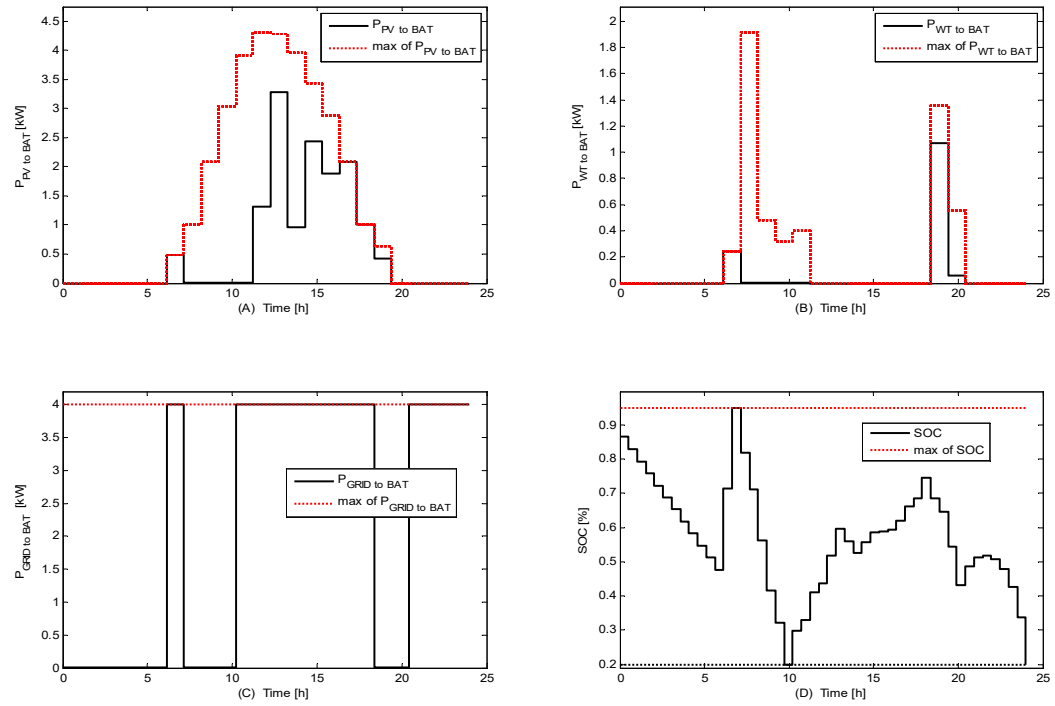 P_PV to BAT
max of P_PV to BAT
4.5
4
3.5
3
2.5
2
1.5
1
0.5
0
P_PV to BAT [kW]
0 5 10 15 20 25
(A) Time [h]
P_WT to BAT
max of P_WT to BAT
2
1.8
1.6
1.4
1.2
1
0.8
0.6
0.4
0.2
0
P_WT to BAT [kW]
0 5 10 15 20 25
(B) Time [h]
P_GRID to BAT
max of P_GRID to BAT
4
3.5
3
2.5
2
1.5
1
0.5
0
P_GRID to BAT [kW]
0 5 10 15 20 25
(C) Time [h]
SOC
max of SOC
0.9
0.8
0.7
0.6
0.5
0.4
0.3
0.2
SOC [%]
0 5 10 15 20 25
(D) Time [h]